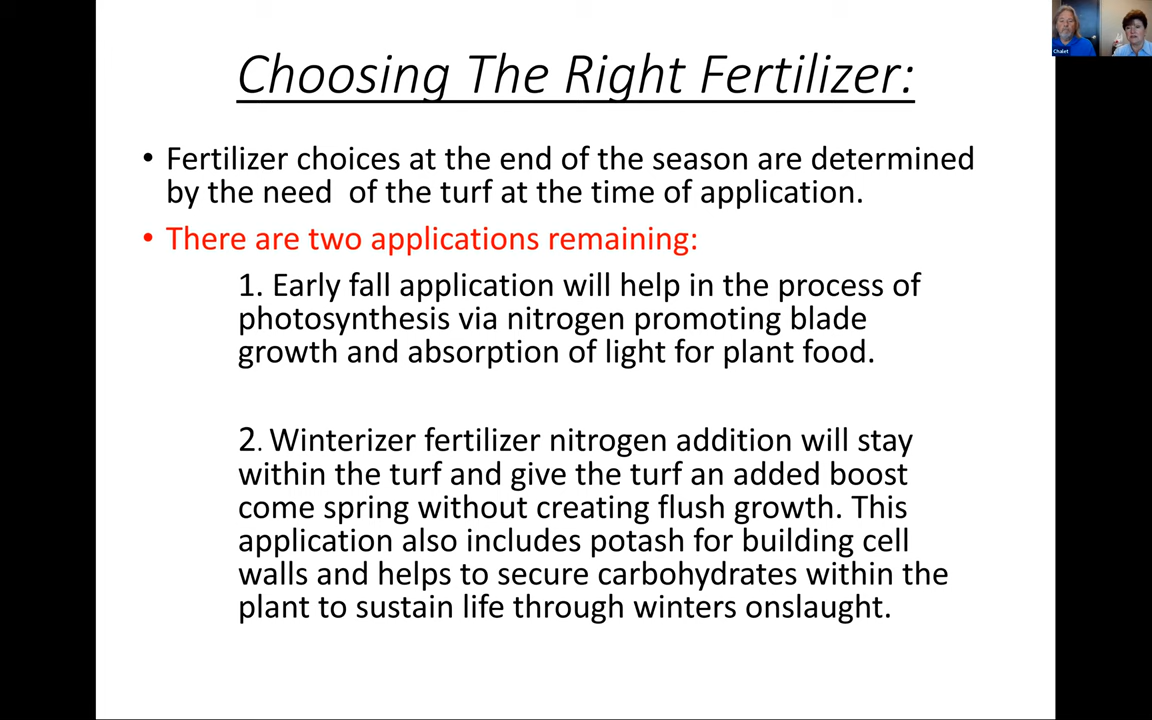 Choosing The Right Fertilizer:
• Fertilizer choices at the end of the season are determined
by the need  of the turf at the time of application.
• There are two applications remaining:
1. Early fall application will help in the process of
photosynthesis via nitrogen promoting blade
growth and absorption of light for plant food.
2. Winterizer fertilizer nitrogen addition will stay
within the turf and give the turf an added boost
come spring without creating flush growth. This
application also includes potash for building cell
walls and helps to secure carbohydrates within the
plant to sustain life through winters onslaught.
Chalet